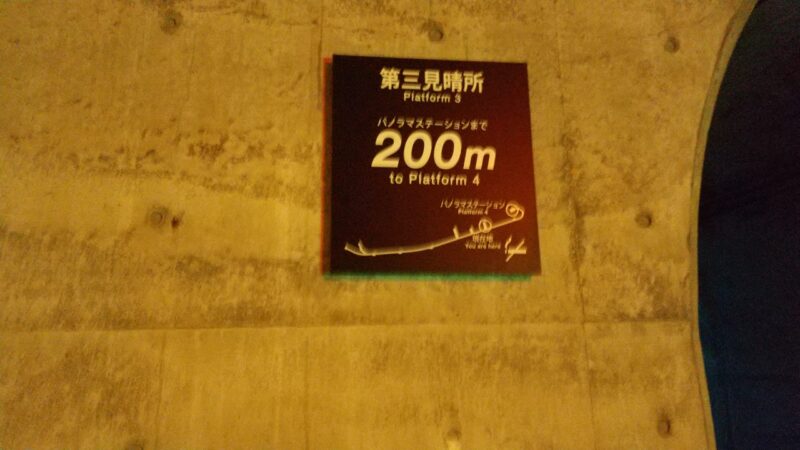 第三見晴所
Platform 3
パノラマステーションまで
200m
to Platform 4
パノラマステーション
Platform 4
現在地
You are here